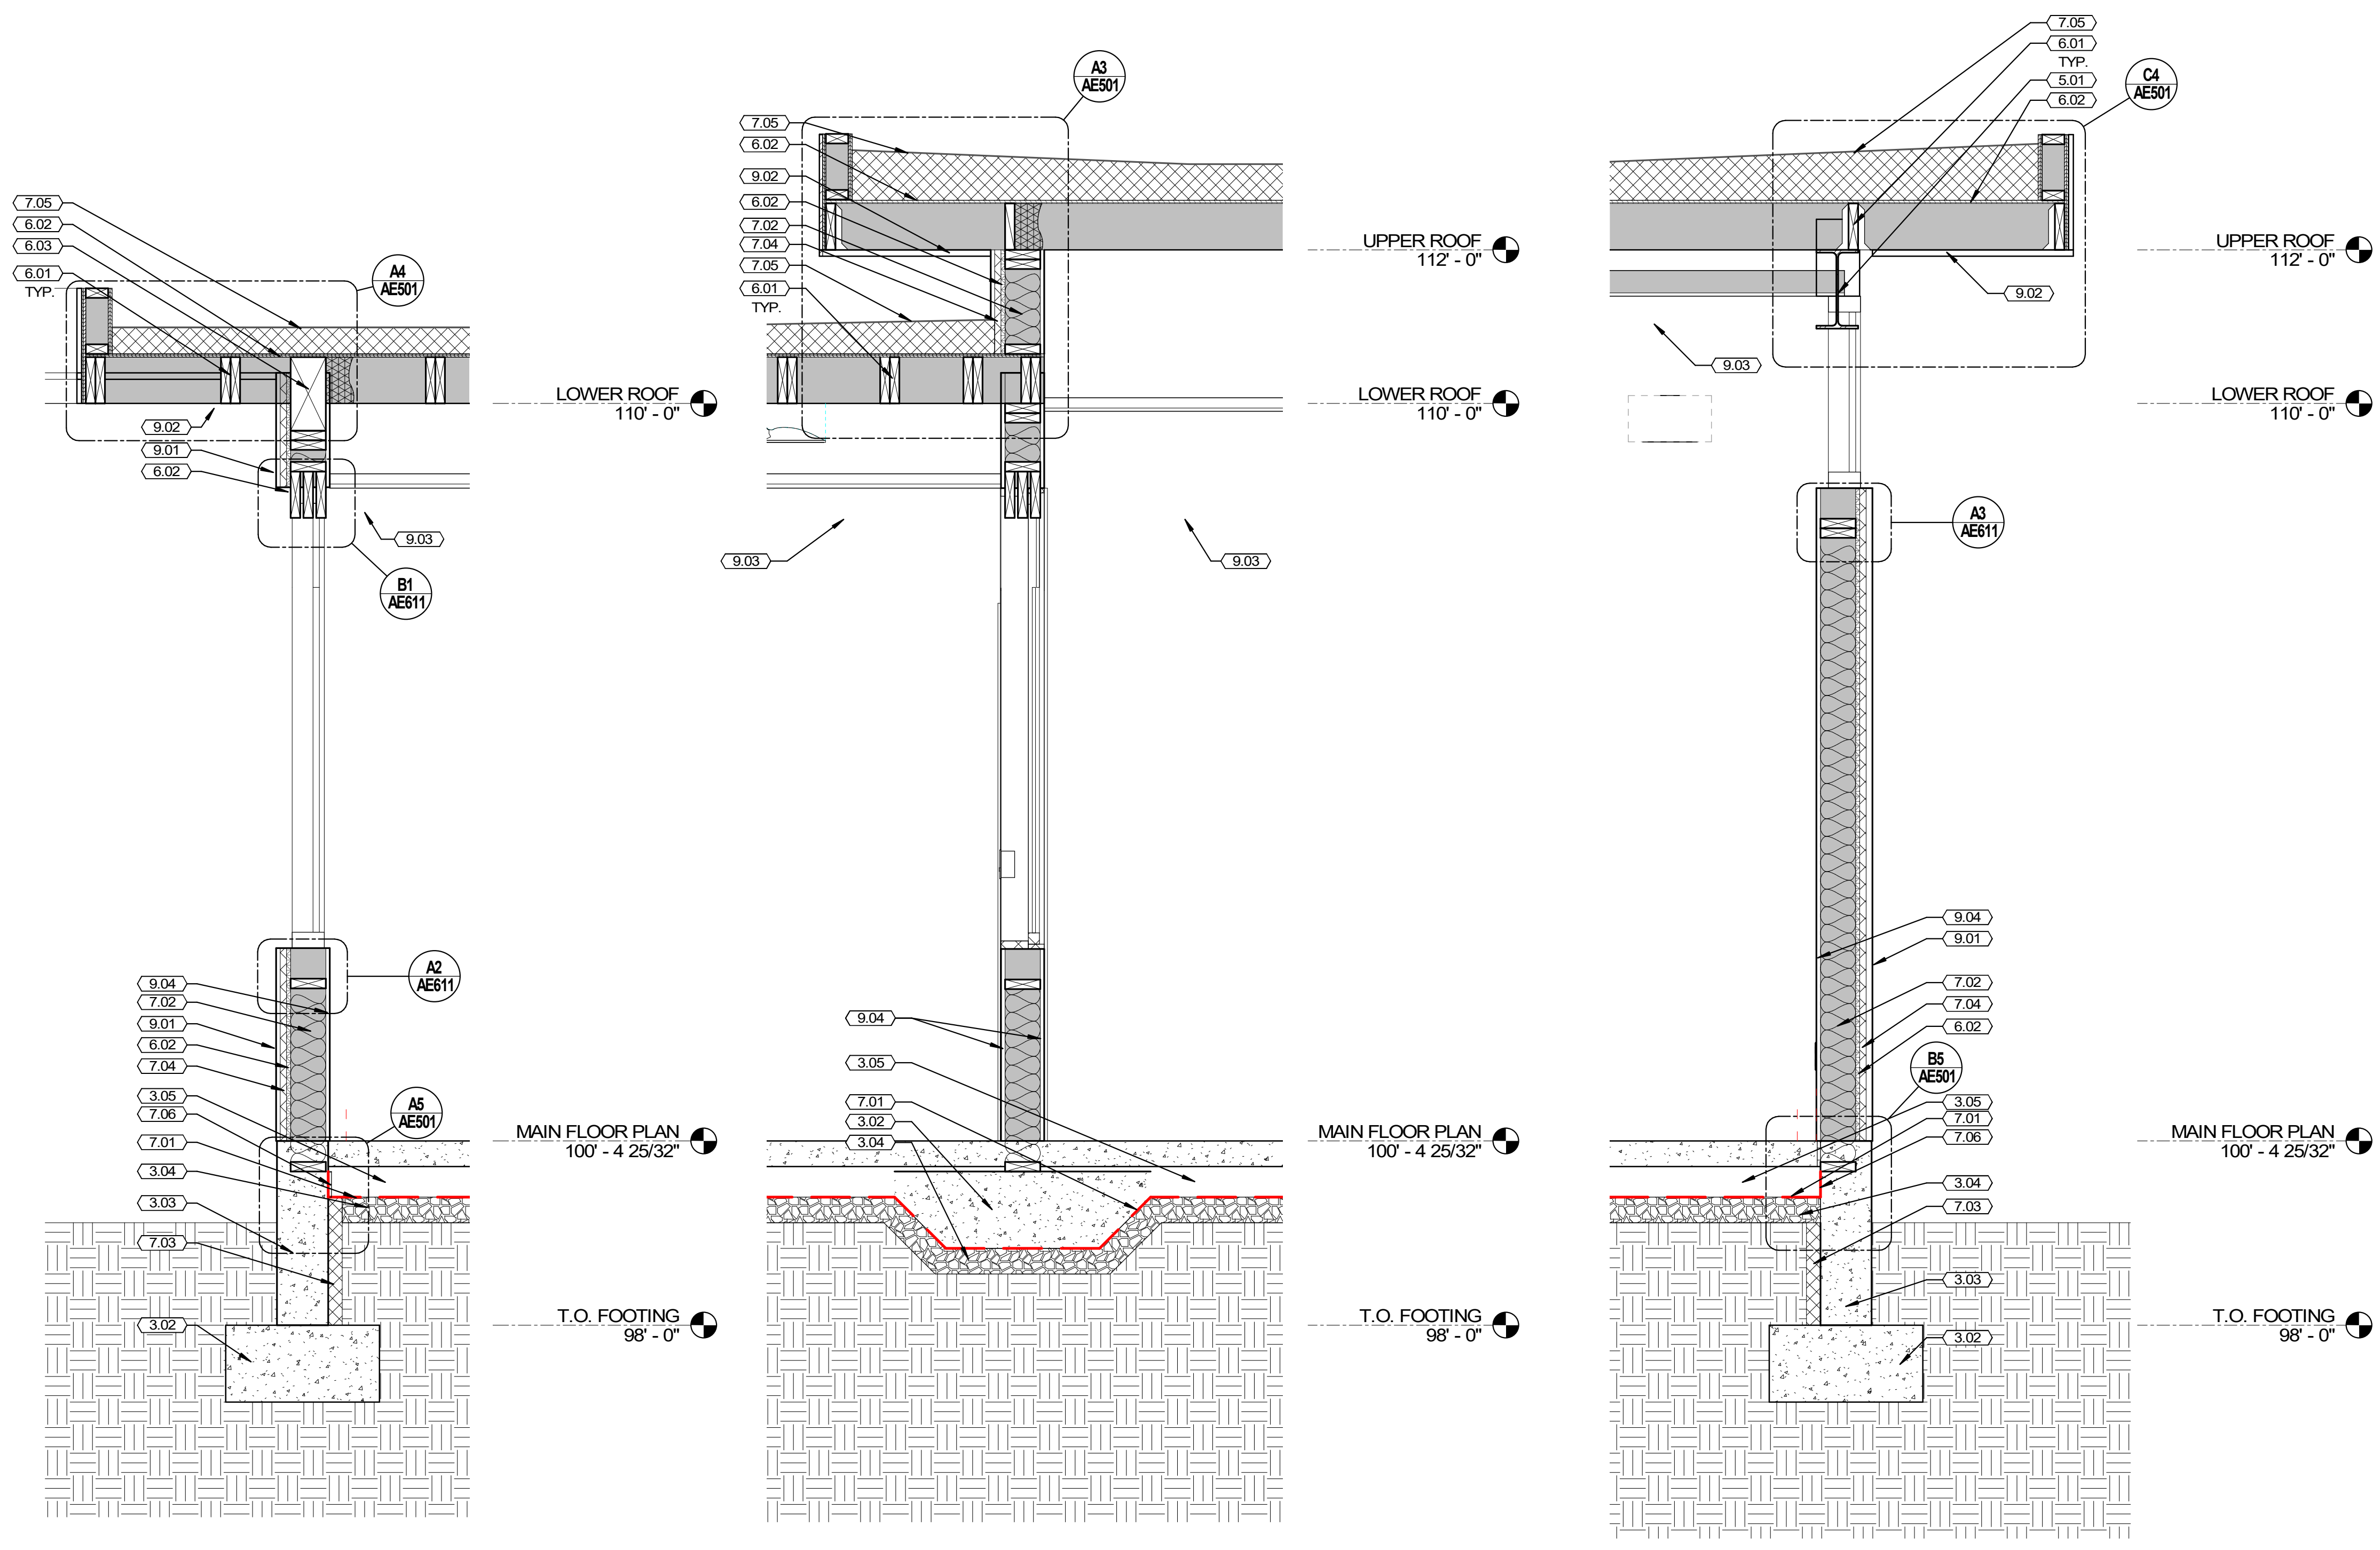 7.05
6.02
6.03
6.01
TYP.
A4
AE501
9.02
9.01
6.02
9.03
B1
AE611
LOWER ROOF
110' - 0"
A2
AE611
9.04
7.02
9.01
6.02
7.04
3.05
7.06
7.01
3.04
3.03
7.03
3.02
A5
AE501
MAIN FLOOR PLAN
100' - 4 25/32"
T.O. FOOTING
98' - 0"
A3
AE501
7.05
6.02
9.02
6.02
7.02
7.04
7.05
6.01
TYP.
UPPER ROOF
112' - 0"
LOWER ROOF
110' - 0"
9.03
9.03
9.04
3.05
7.01
3.02
3.04
MAIN FLOOR PLAN
100' - 4 25/32"
T.O. FOOTING
98' - 0"
7.05
6.01
TYP.
5.01
6.02
C4
AE501
9.02
9.03
UPPER ROOF
112' - 0"
LOWER ROOF
110' - 0"
A3
AE611
9.04
9.01
7.02
7.04
6.02
B5
AE501
3.05
7.01
7.06
3.04
7.03
3.03
3.02
MAIN FLOOR PLAN
100' - 4 25/32"
T.O. FOOTING
98' - 0"